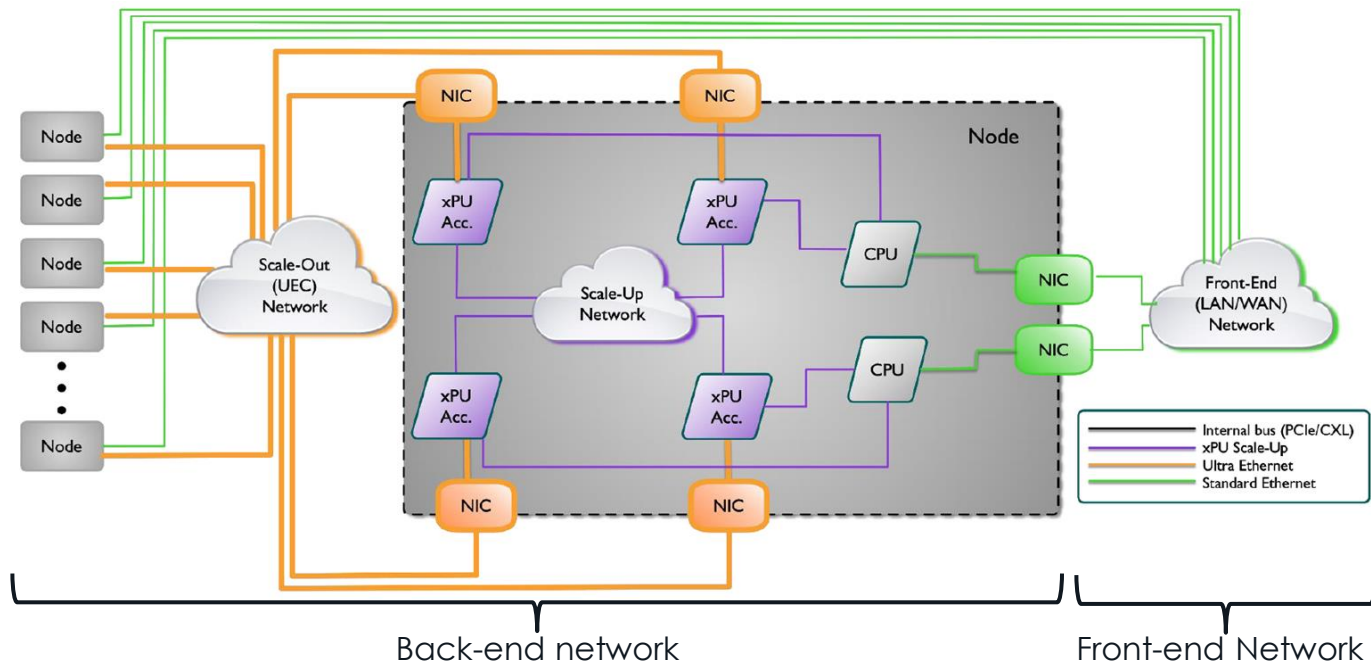 NIC
NIC
Node
Node
xPU
Acc.
xPU
Acc.
Node
Node
CPU
NIC
Scale-Out
(UEC)
Network
Scale-Up
Network
Front-End
(LAN/WAN)
Network
Node
NIC
CPU
xPU
Acc.
xPU
Acc.
Node
NIC
NIC
Internal bus (PCIe/CXL)
xPU Scale-Up
Ultra Ethernet
Standard Ethernet
Back-end network
Front-end Network